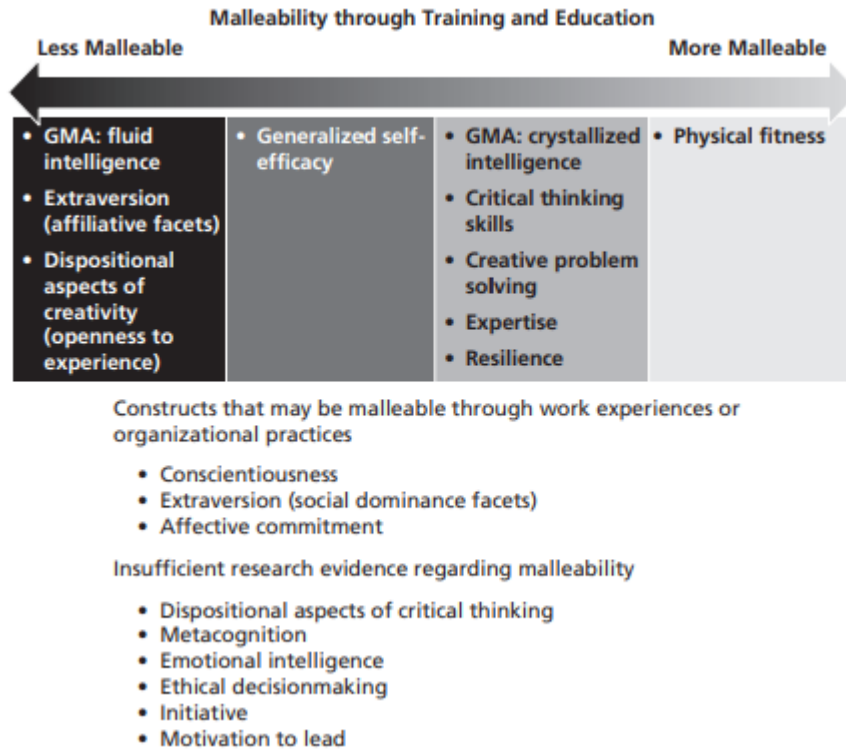 Malleability through Training and Education
Less Malleable
More Malleable
• GMA: fluid
intelligence
• Extraversion
(affiliative facets)
• Dispositional
aspects of
creativity
(openness to
experience)
• Generalized self-
efficacy
• GMA: crystallized
intelligence
• Critical thinking
skills
• Creative problem
solving
• Expertise
• Resilience
• Physical fitness
Constructs that may be malleable through work experiences or
organizational practices
• Conscientiousness
• Extraversion (social dominance facets)
• Affective commitment
Insufficient research evidence regarding malleability
• Dispositional aspects of critical thinking
• Metacognition
• Emotional intelligence
• Ethical decisionmaking
• Initiative
• Motivation to lead